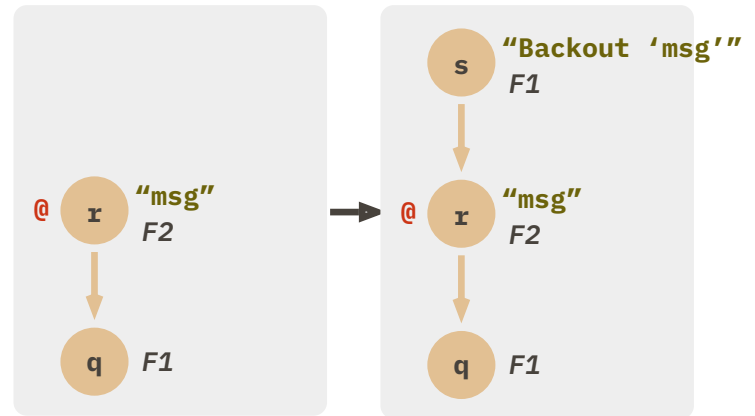 @ r “msg”
F2
q F1
s “Backout ‘msg’”
F1
@ r “msg”
F2
q F1